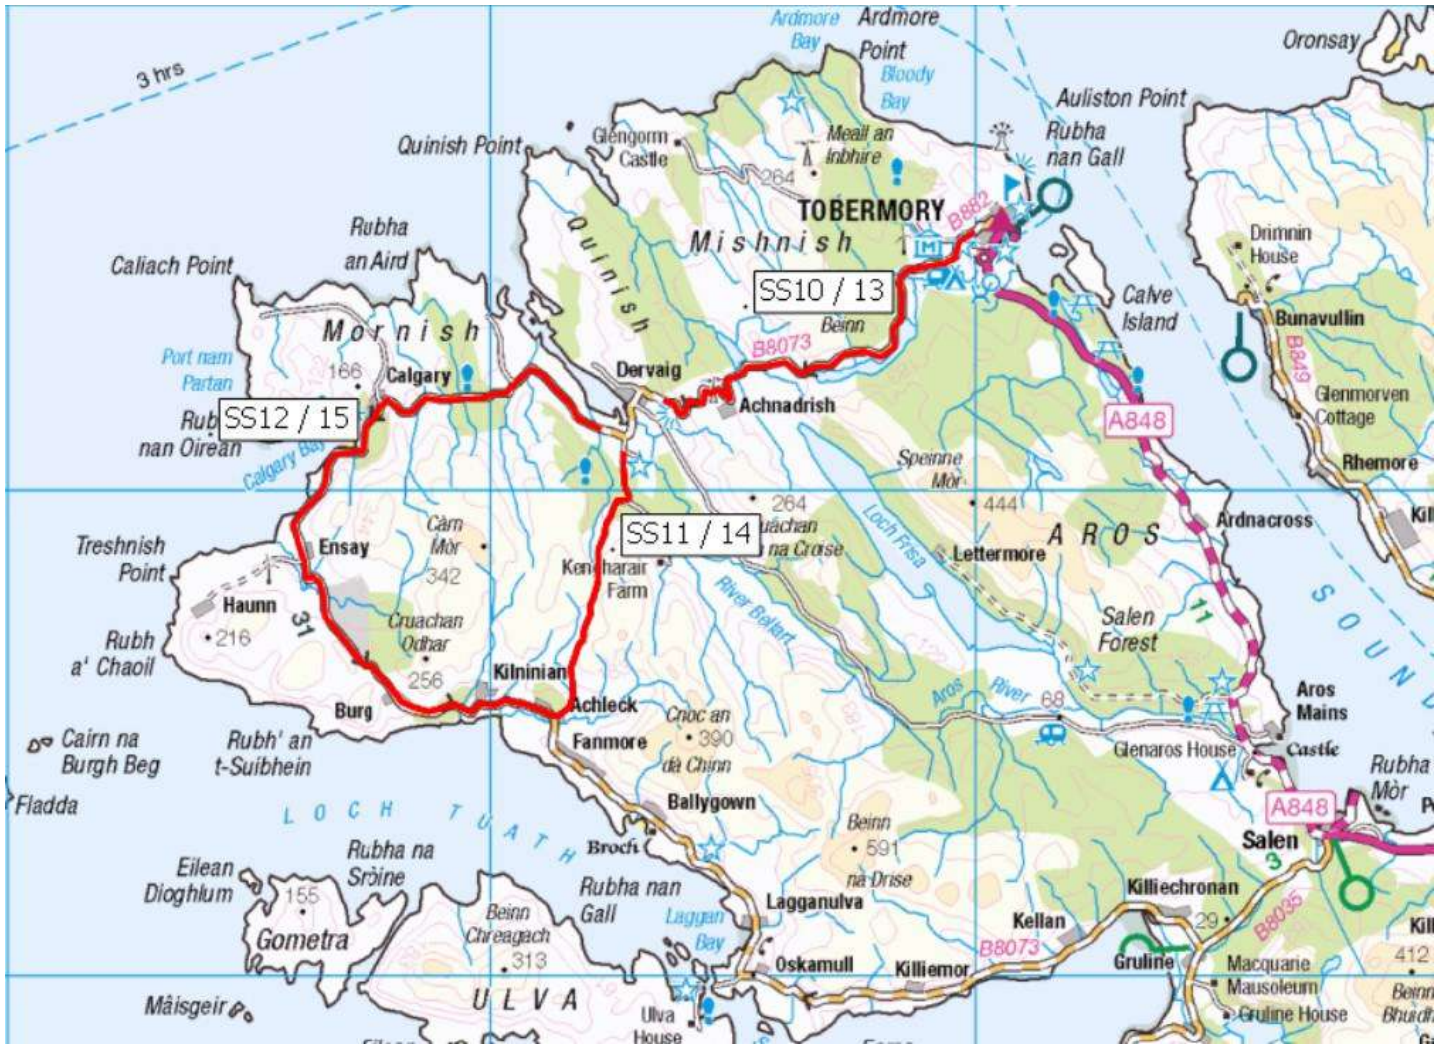 Ardmore
Bay
Ardmore
Point
Oronsay
3 hrs
Bloody
Bay
Auliston Point
Quinish Point
Glengorm
Castle
Meall an
Inbhire
264
Rubha
nan Gall
TOBERMORY
B882
Mishnish
Quinish
Rubha
an Aird
Caliach Point
Drimnin
House
SS10 / 13
Beinn
Calve
Island
Bunavullin
B849
Mornish
Port nam
Partan
166
Calgary
Dervaig
B8073
Achnadrish
Glenmorven
Cottage
A848
SS12 / 15
nan Oirean
Calgary Bay
Rhemore
Speinne
Mòr
444
264
SS11 / 14
na Croise
Loch Frisa
Lettermore
AROS
Ardnacross
Treshnish
Point
Ensay
Càrn
Mòr
342
Kencharair
Farm
Haunn
216
31
Cruachan
Odhar
256
River Bellart
Salen
Forest
11
SOUND
Rubh
a' Chaoil
Kilninian
Burg
Achleck
Aros River
68
Aros
Mains
Cairn na
Burgh Beg
Rubh' an
t-Suibhein
Fanmore
Cnoc an
390
dà Chinn
Glenaros House
Castle
Rubha
Mòr
Fladda
LOCH TUATH
Ballygown
A848
Salen
Broch
Beinn
591
na Drise
3
Eilean
Dioghlum
Rubha na
Sròine
Rubha nan
Gall
155
Gometra
Beinn
Chreagach
313
Lagganulva
Laggan
Bay
Killiechronan
29
B8035
Kellan
B8073
Gruline
Oskamull
Killiemor
Macquarie
Mausoleum
412
Beinn
Gruline House
Màisgeir
ULVA
Ulva
House